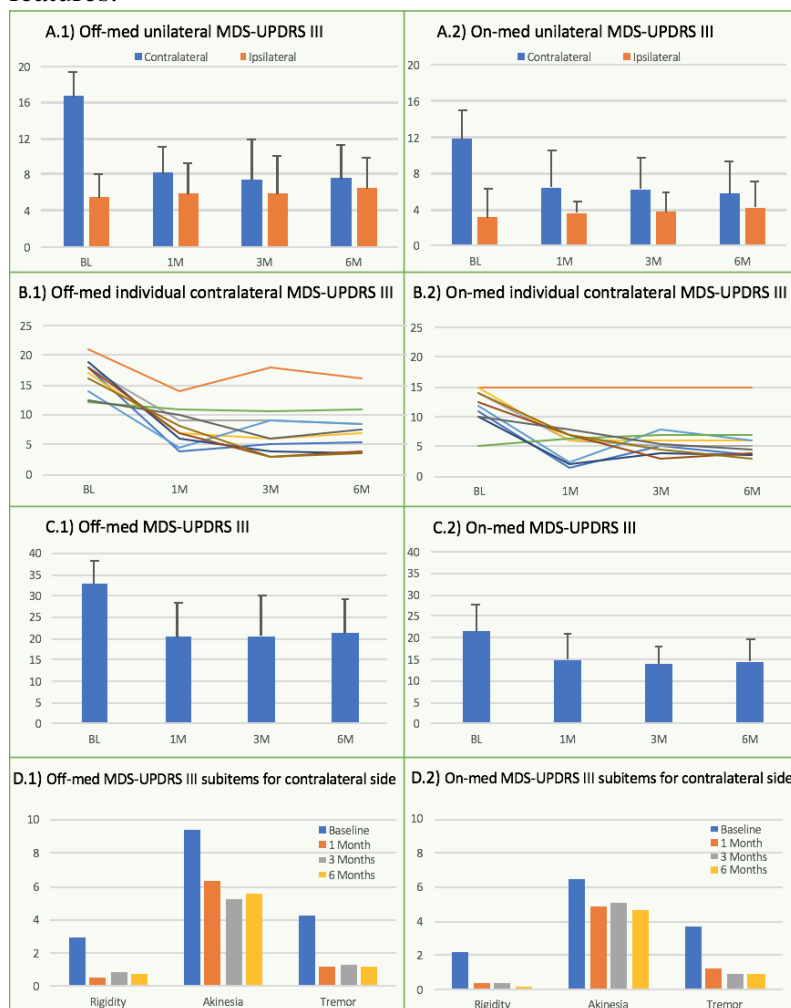 A.1) Off-med unilateral MDS-UPDRS III
Contralateral Ipsilateral
20
16
12
8
4
0
BL 1M 3M 6M
A.2) On-med unilateral MDS-UPDRS III
Contralateral Ipsilateral
20
16
12
8
4
0
BL 1M 3M 6M
B.1) Off-med individual contralateral MDS-UPDRS III
25
20
15
10
5
0
BL 1M 3M 6M
B.2) On-med individual contralateral MDS-UPDRS III
25
20
15
10
5
0
BL 1M 3M 6M
C.1) Off-med MDS-UPDRS III
40
35
30
25
20
15
10
5
0
BL 1M 3M 6M
C.2) On-med MDS-UPDRS III
40
35
30
25
20
15
10
5
0
BL 1M 3M 6M
D.1) Off-med MDS-UPDRS III subitems for contralateral side
10
8
6
4
2
0
Baseline
1 Month
3 Months
6 Months
Rigidity Akinesia Tremor
D.2) On-med MDS-UPDRS III subitems for contralateral side
10
8
6
4
2
0
Baseline
1 Month
3 Months
6 Months
Rigidity Akinesia Tremor